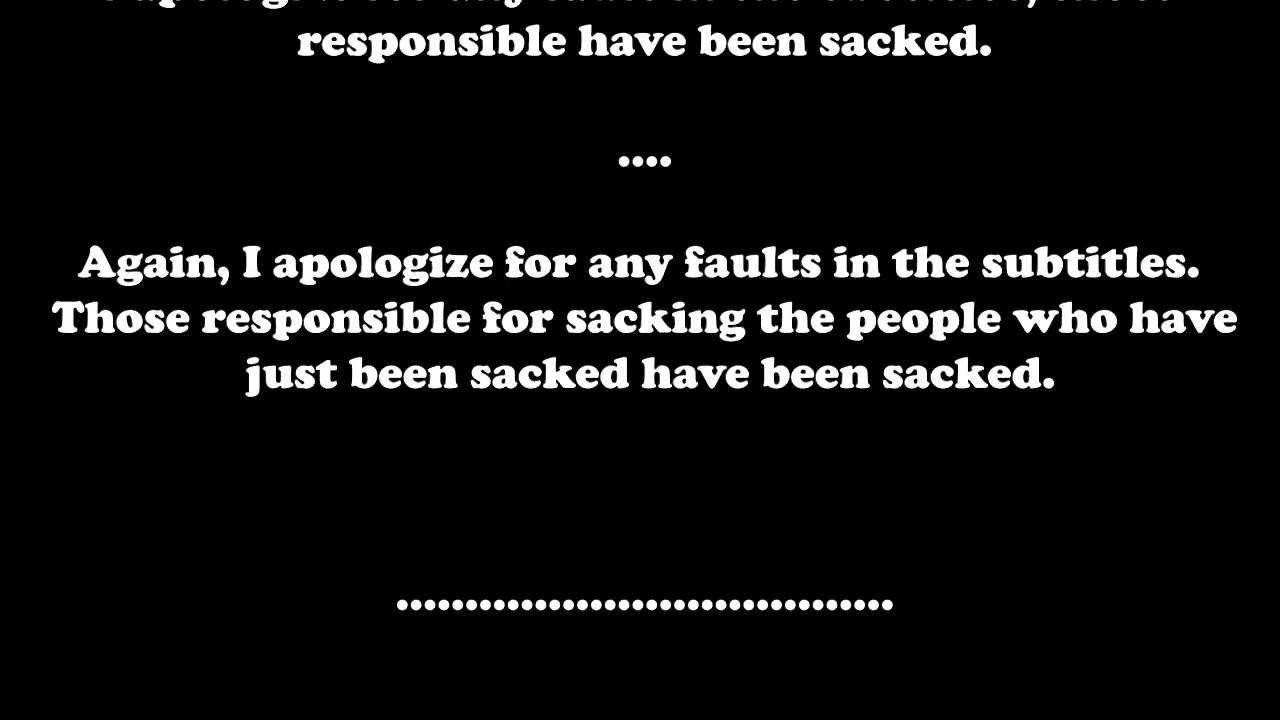 responsible have been sacked.
....
Again, I apologize for any faults in the subtitles.
Those responsible for sacking the people who have
just been sacked have been sacked.
....................................